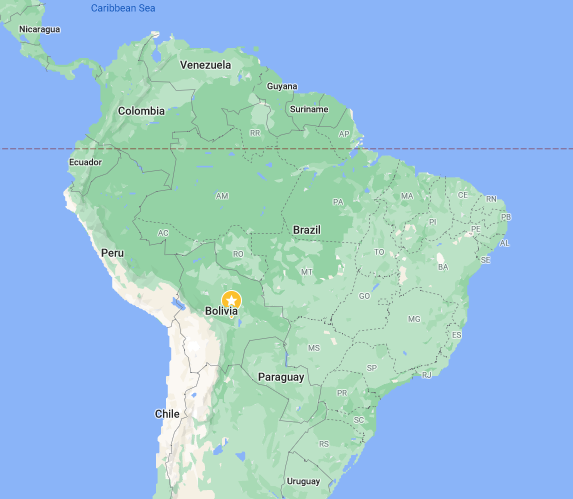 Caribbean Sea
Nicaragua
Venezuela
Guyana
Colombia
Suriname
RR
AP
Ecuador
AM
PA
MA
CE
RN
PI
PB
PE
AC
Brazil
AL
Peru
RO
TO
SE
MT
BA
GO
Bolivia
MG
ES
MS
SP
RJ
Paraguay
PR
Chile
SC
RS
Uruguay